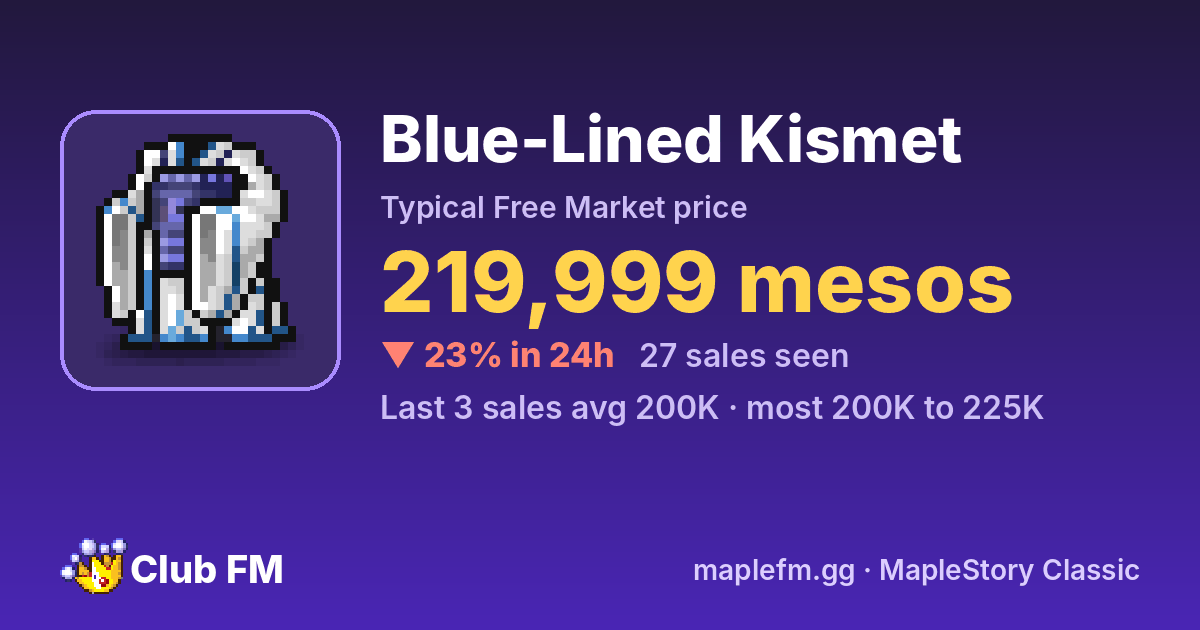 Blue-Lined Kismet
Typical Free Market price
219,999 mesos
▼ 23% in 24h 27 sales seen
Last 3 sales avg 200K · most 200K to 225K
Club FM
maplefm.gg · MapleStory Classic